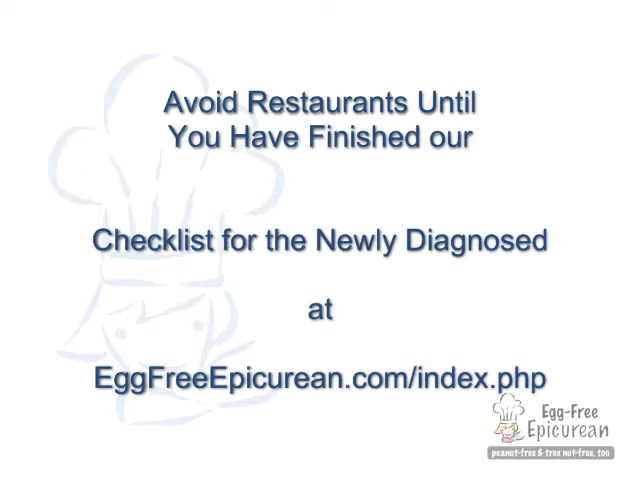 Avoid Restaurants Until
You Have Finished our
Checklist for the Newly Diagnosed
at
EggFreeEpicurean.com/index.php
Egg-Free
Epicurean
peanut-free & tree nut-free, too